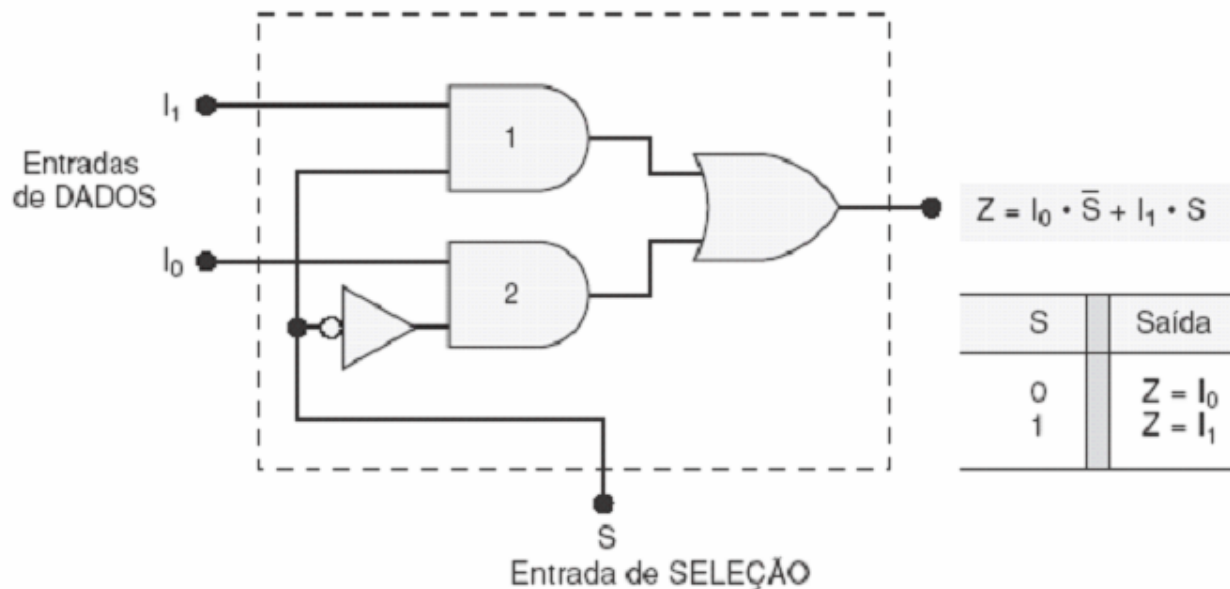 I₁
1
Entradas
de DADOS
Z = I₀ • S̅ + I₁ • S
I₀
2
S Saída
0 Z = I₀
1 Z = I₁
S
Entrada de SELEÇÃO